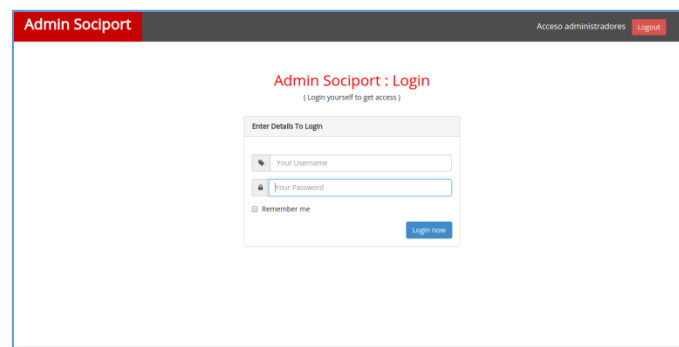 Admin Sociport
Acceso administradores Logout
Admin Sociport : Login
( Login yourself to get access )
Enter Details To Login
Your Username
Your Password
Remember me
Login now